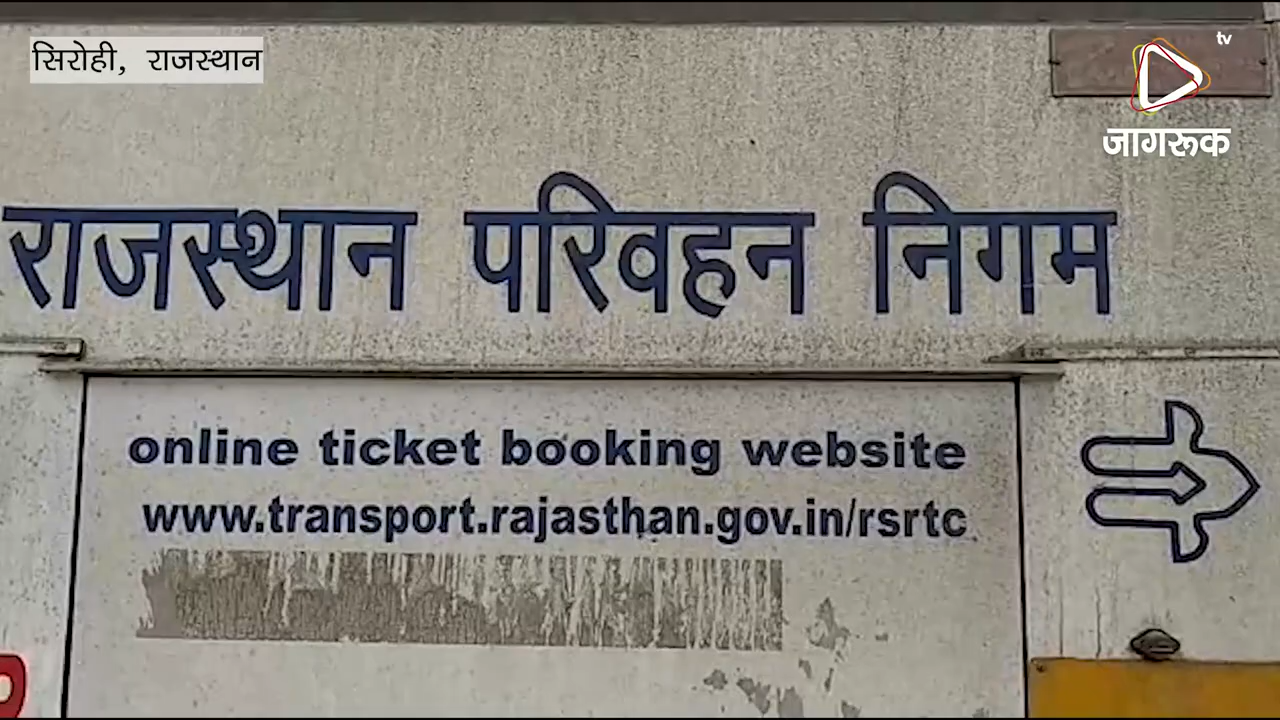 सिरोही, राजस्थान
tv
जागरूक
राजस्थान परिवहन निगम
online ticket booking website
www.transport.rajasthan.gov.in/rsrtc